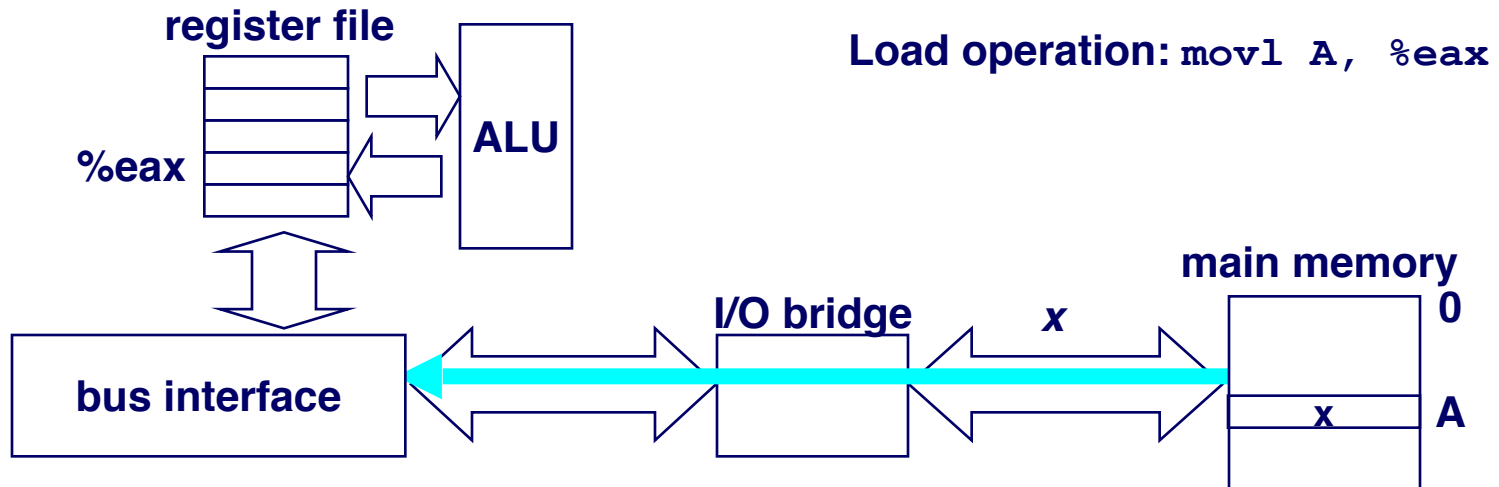 register file
Load operation: movl A, %eax
ALU
%eax
main memory
0
I/O bridge
x
bus interface
x
A